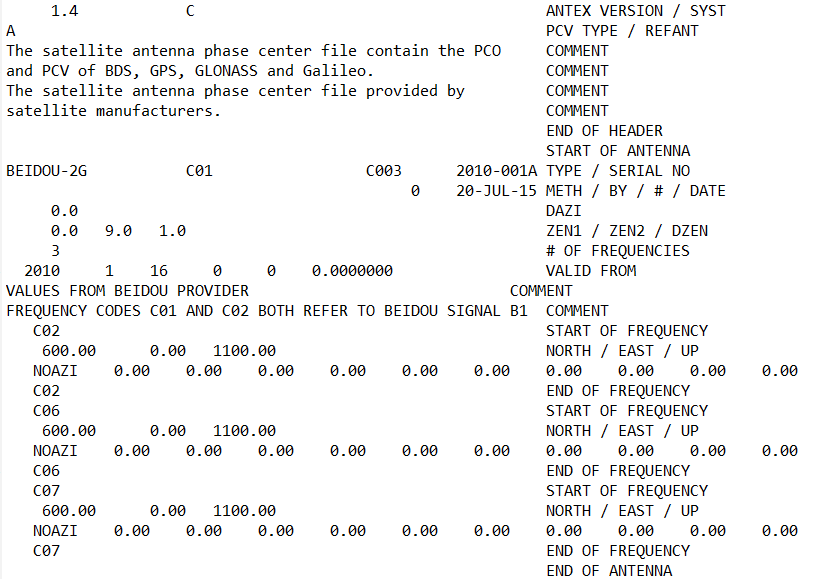 1.4 C ANTEX VERSION / SYST
A PCV TYPE / REFANT
The satellite antenna phase center file contain the PCO COMMENT
and PCV of BDS, GPS, GLONASS and Galileo. COMMENT
The satellite antenna phase center file provided by COMMENT
satellite manufacturers. COMMENT
END OF HEADER
START OF ANTENNA
BEIDOU-2G C01 C003 2010-001A TYPE / SERIAL NO
0 20-JUL-15 METH / BY / # / DATE
0.0 DAZI
0.0 9.0 1.0 ZEN1 / ZEN2 / DZEN
3 # OF FREQUENCIES
2010 1 16 0 0 0.0000000 VALID FROM
VALUES FROM BEIDOU PROVIDER COMMENT
FREQUENCY CODES C01 AND C02 BOTH REFER TO BEIDOU SIGNAL B1 COMMENT
C02 START OF FREQUENCY
600.00 0.00 1100.00 NORTH / EAST / UP
NOAZI 0.00 0.00 0.00 0.00 0.00 0.00 0.00 0.00 0.00 0.00
C02 END OF FREQUENCY
C06 START OF FREQUENCY
600.00 0.00 1100.00 NORTH / EAST / UP
NOAZI 0.00 0.00 0.00 0.00 0.00 0.00 0.00 0.00 0.00 0.00
C06 END OF FREQUENCY
C07 START OF FREQUENCY
600.00 0.00 1100.00 NORTH / EAST / UP
NOAZI 0.00 0.00 0.00 0.00 0.00 0.00 0.00 0.00 0.00 0.00
C07 END OF FREQUENCY
END OF ANTENNA